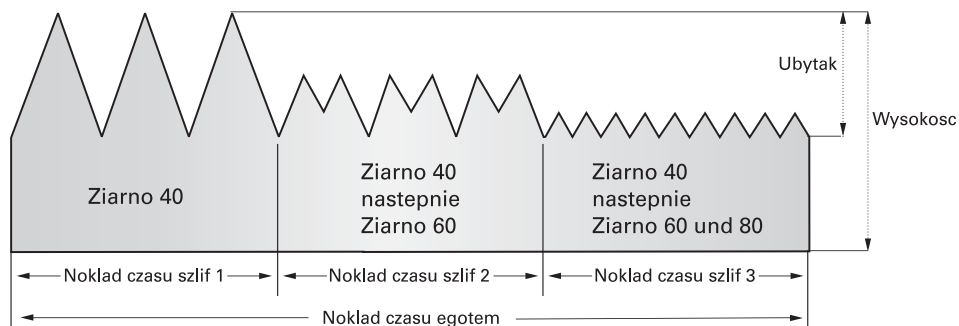 Ubytak
Wysokosc
Ziarno 40
Ziarno 40
nastepnie
Ziarno 60
Ziarno 40
nastepnie
Ziarno 60 und 80
Noklad czasu szlif 1
Noklad czasu szlif 2
Noklad czasu szlif 3
Noklad czasu egotem